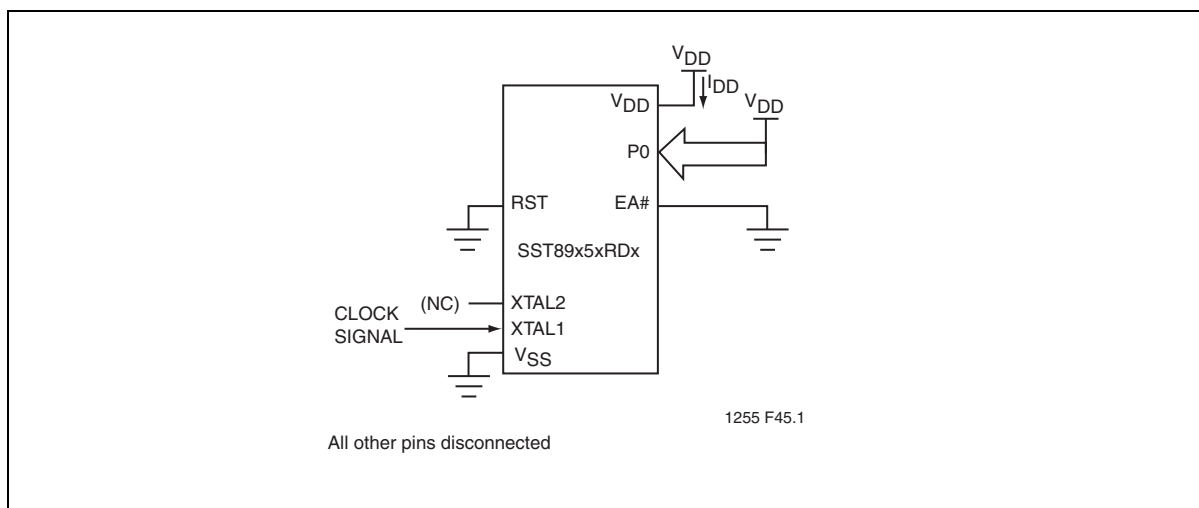 VDD
IDD
VDD
VDD
P0
RST EA#
SST89x5xRDx
(NC) XTAL2
CLOCK
SIGNAL
XTAL1
VSS
1255 F45.1
All other pins disconnected